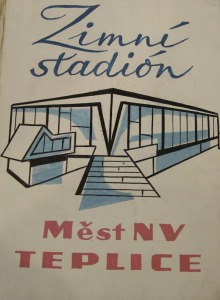 Zimní
stadión
Měst NV
TEPLICE